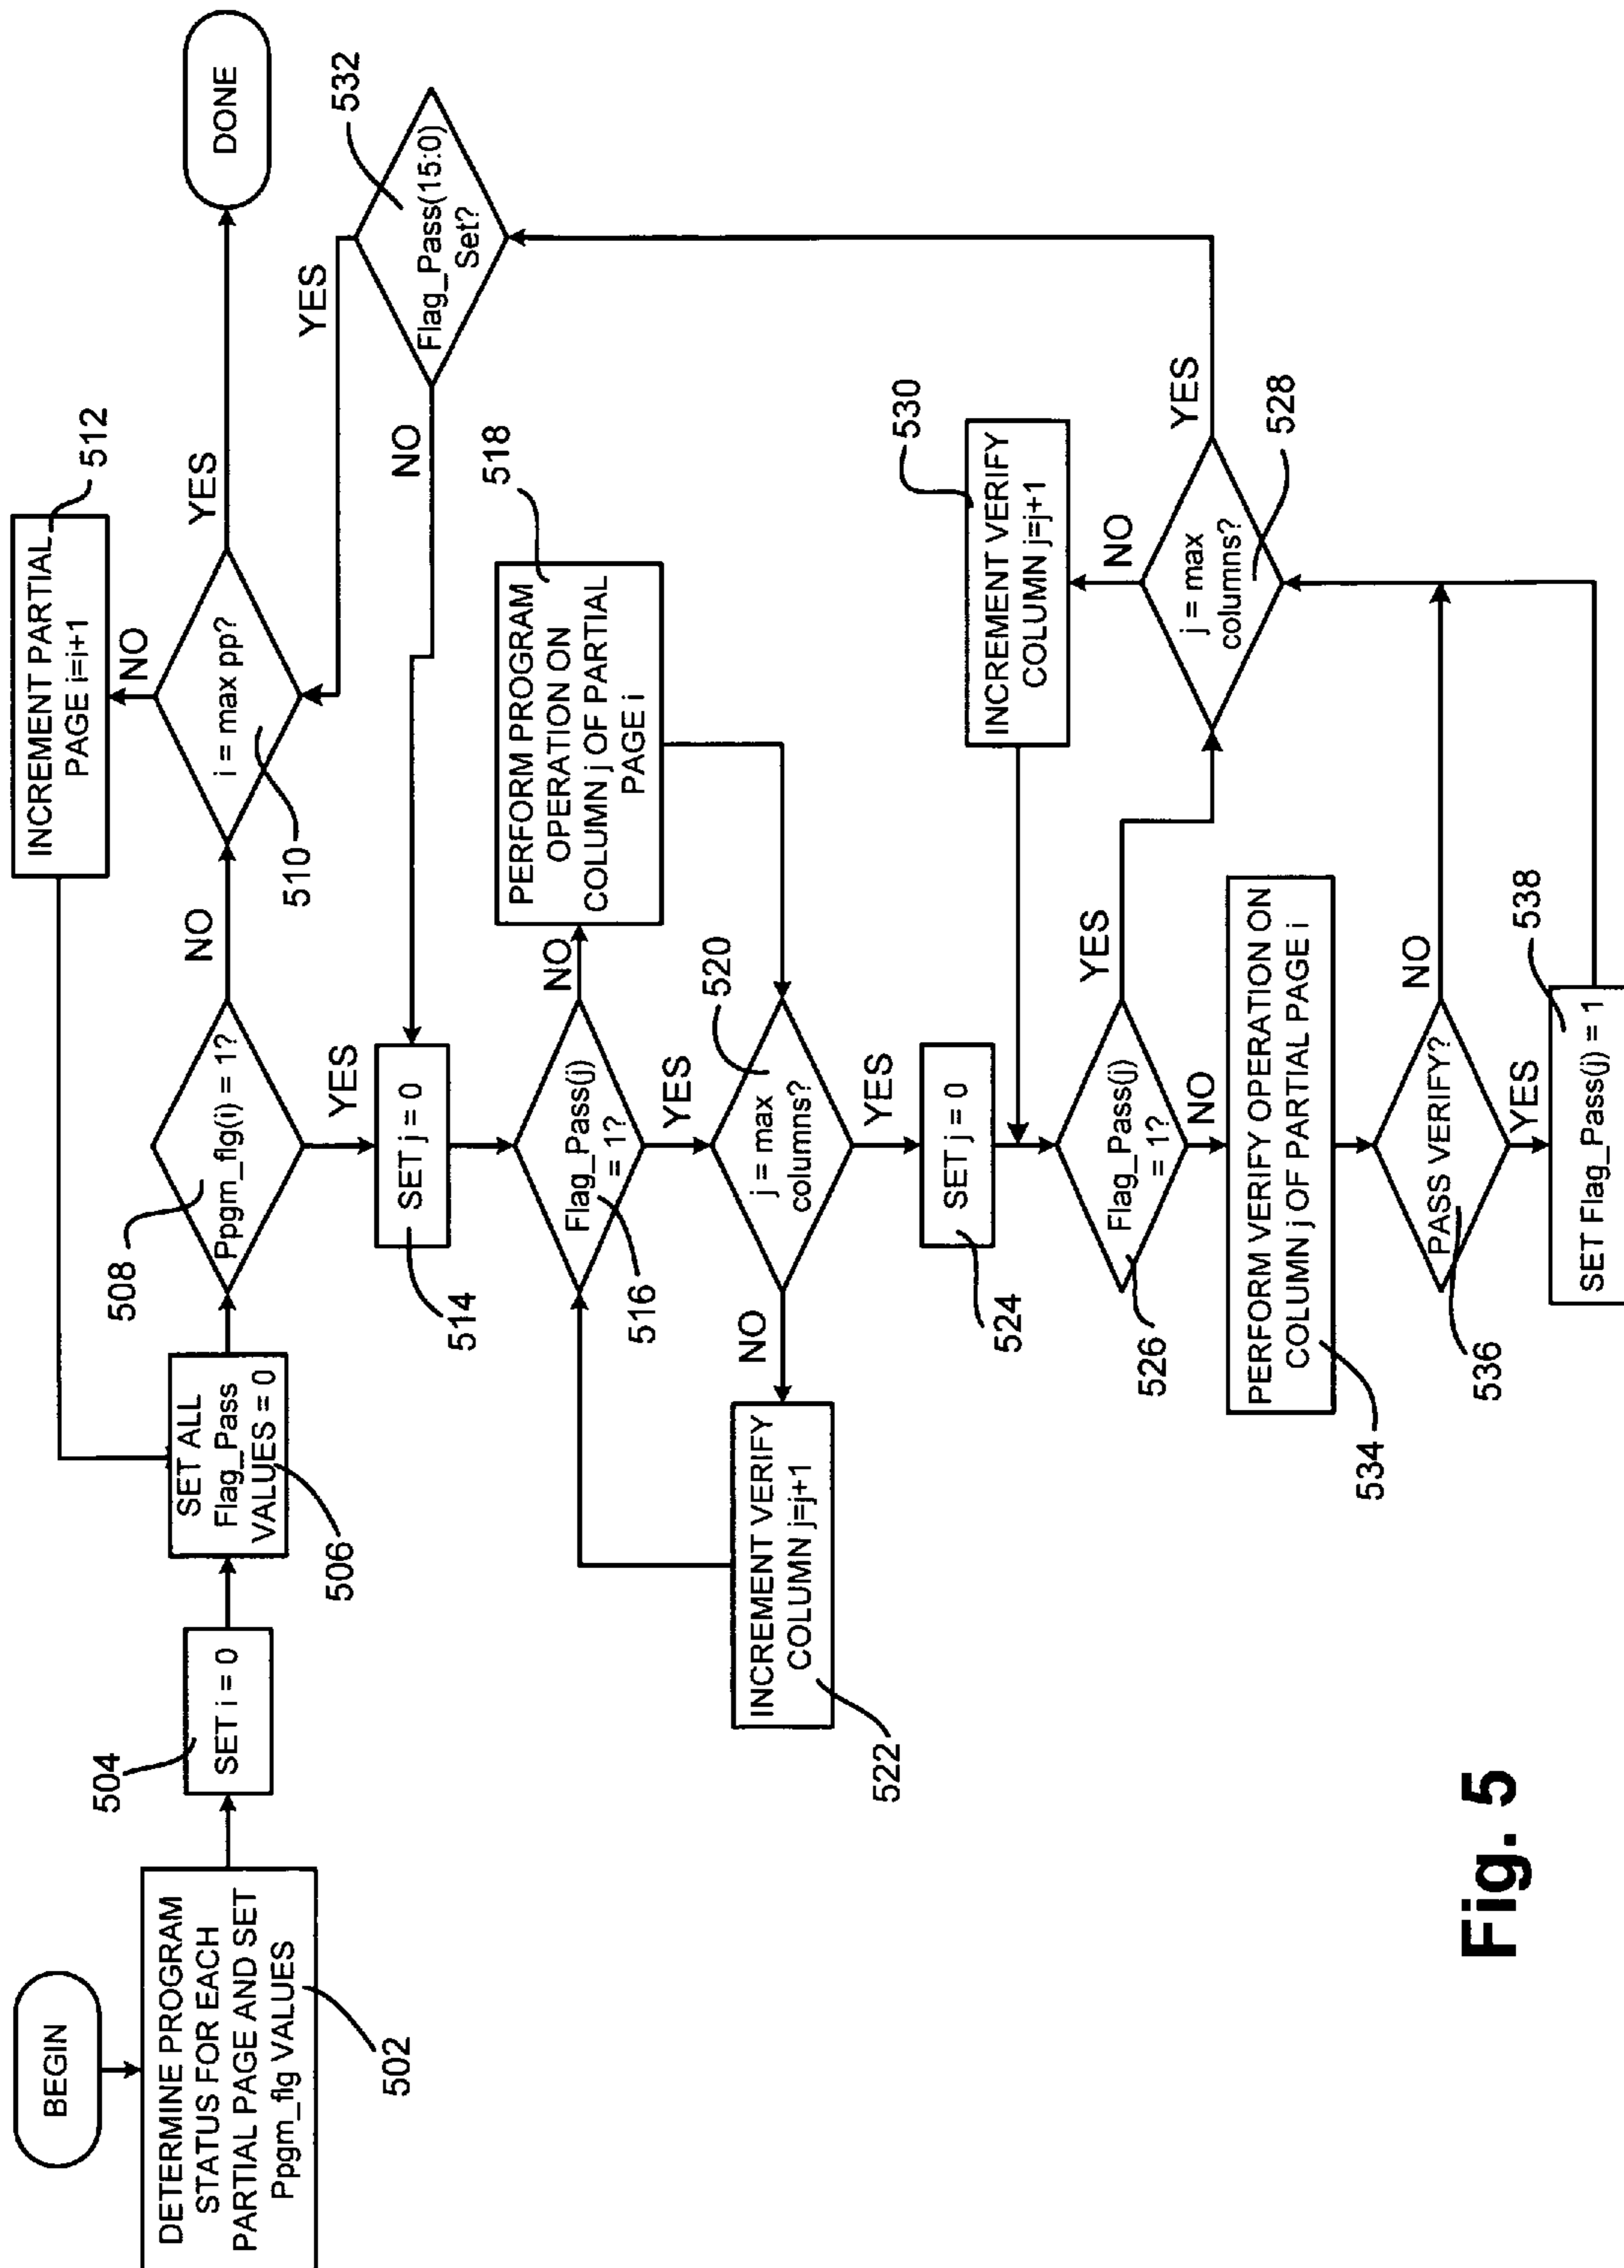 BEGIN
DETERMINE PROGRAM
STATUS FOR EACH
PARTIAL PAGE AND SET
Ppgm_flg VALUES
502
504
SET i = 0
SET ALL
Flag_Pass
VALUES = 0
506
508
Ppgm_flg(i) = 1?
NO
YES
i = max pp?
510
NO
YES
INCREMENT PARTIAL
PAGE i=i+1
512
DONE
SET j = 0
514
Flag_Pass(j)
= 1?
516
NO
YES
PERFORM PROGRAM
OPERATION ON
COLUMN j OF PARTIAL
PAGE i
518
j = max
columns?
520
NO
YES
INCREMENT VERIFY
COLUMN j=j+1
522
SET j = 0
524
Flag_Pass(j)
= 1?
526
YES
NO
j = max
columns?
528
NO
YES
INCREMENT VERIFY
COLUMN j=j+1
530
Flag_Pass(15:0)
Set?
532
YES
NO
PERFORM VERIFY OPERATION ON
COLUMN j OF PARTIAL PAGE i
534
PASS VERIFY?
536
NO
YES
SET Flag_Pass(j) = 1
538
Fig. 5